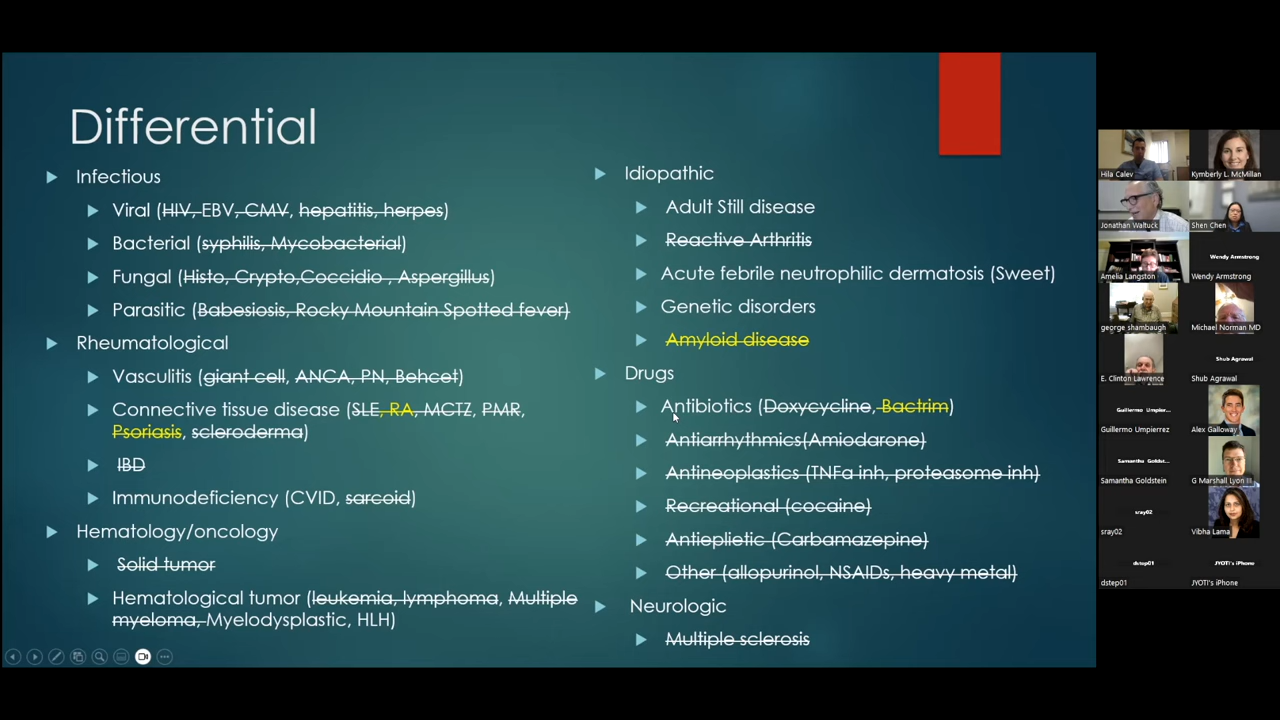 Differential
Infectious
Viral (HIV, EBV, CMV, hepatitis, herpes)
Bacterial (syphilis, Mycobacterial)
Fungal (Histo, Crypto,Coccidio , Aspergillus)
Parasitic (Babesiosis, Rocky Mountain Spotted fever)
Rheumatological
Vasculitis (giant cell, ANCA, PN, Behcet)
Connective tissue disease (SLE, RA, MCTZ, PMR,
Psoriasis, scleroderma)
IBD
Immunodeficiency (CVID, sarcoid)
Hematology/oncology
Solid tumor
Hematological tumor (leukemia, lymphoma, Multiple
myeloma, Myelodysplastic, HLH)
Idiopathic
Adult Still disease
Reactive Arthritis
Acute febrile neutrophilic dermatosis (Sweet)
Genetic disorders
Amyloid disease
Drugs
Antibiotics (Doxycycline, Bactrim)
Antiarrhythmics(Amiodarone)
Antineoplastics (TNFa inh, proteasome inh)
Recreational (cocaine)
Antieplietic (Carbamazepine)
Other (allopurinol, NSAIDs, heavy metal)
Neurologic
Multiple sclerosis
Hila Calev
Kymberly L. McMillan
Jonathan Waltuck
Shen Chen
Amelia Langston
Wendy Armstrong
Wendy Armstrong
george shambaugh
Michael Norman MD
E. Clinton Lawrence
Shub Agrawal
Shub Agrawal
Guillermo Umpier...
Guillermo Umpierrez
Alex Galloway
Samantha Goldst...
Samantha Goldstein
G Marshall Lyon III
sray02
sray02
Vibha Lama
dstep01
dstep01
JYOTI's iPhone
JYOTI's iPhone